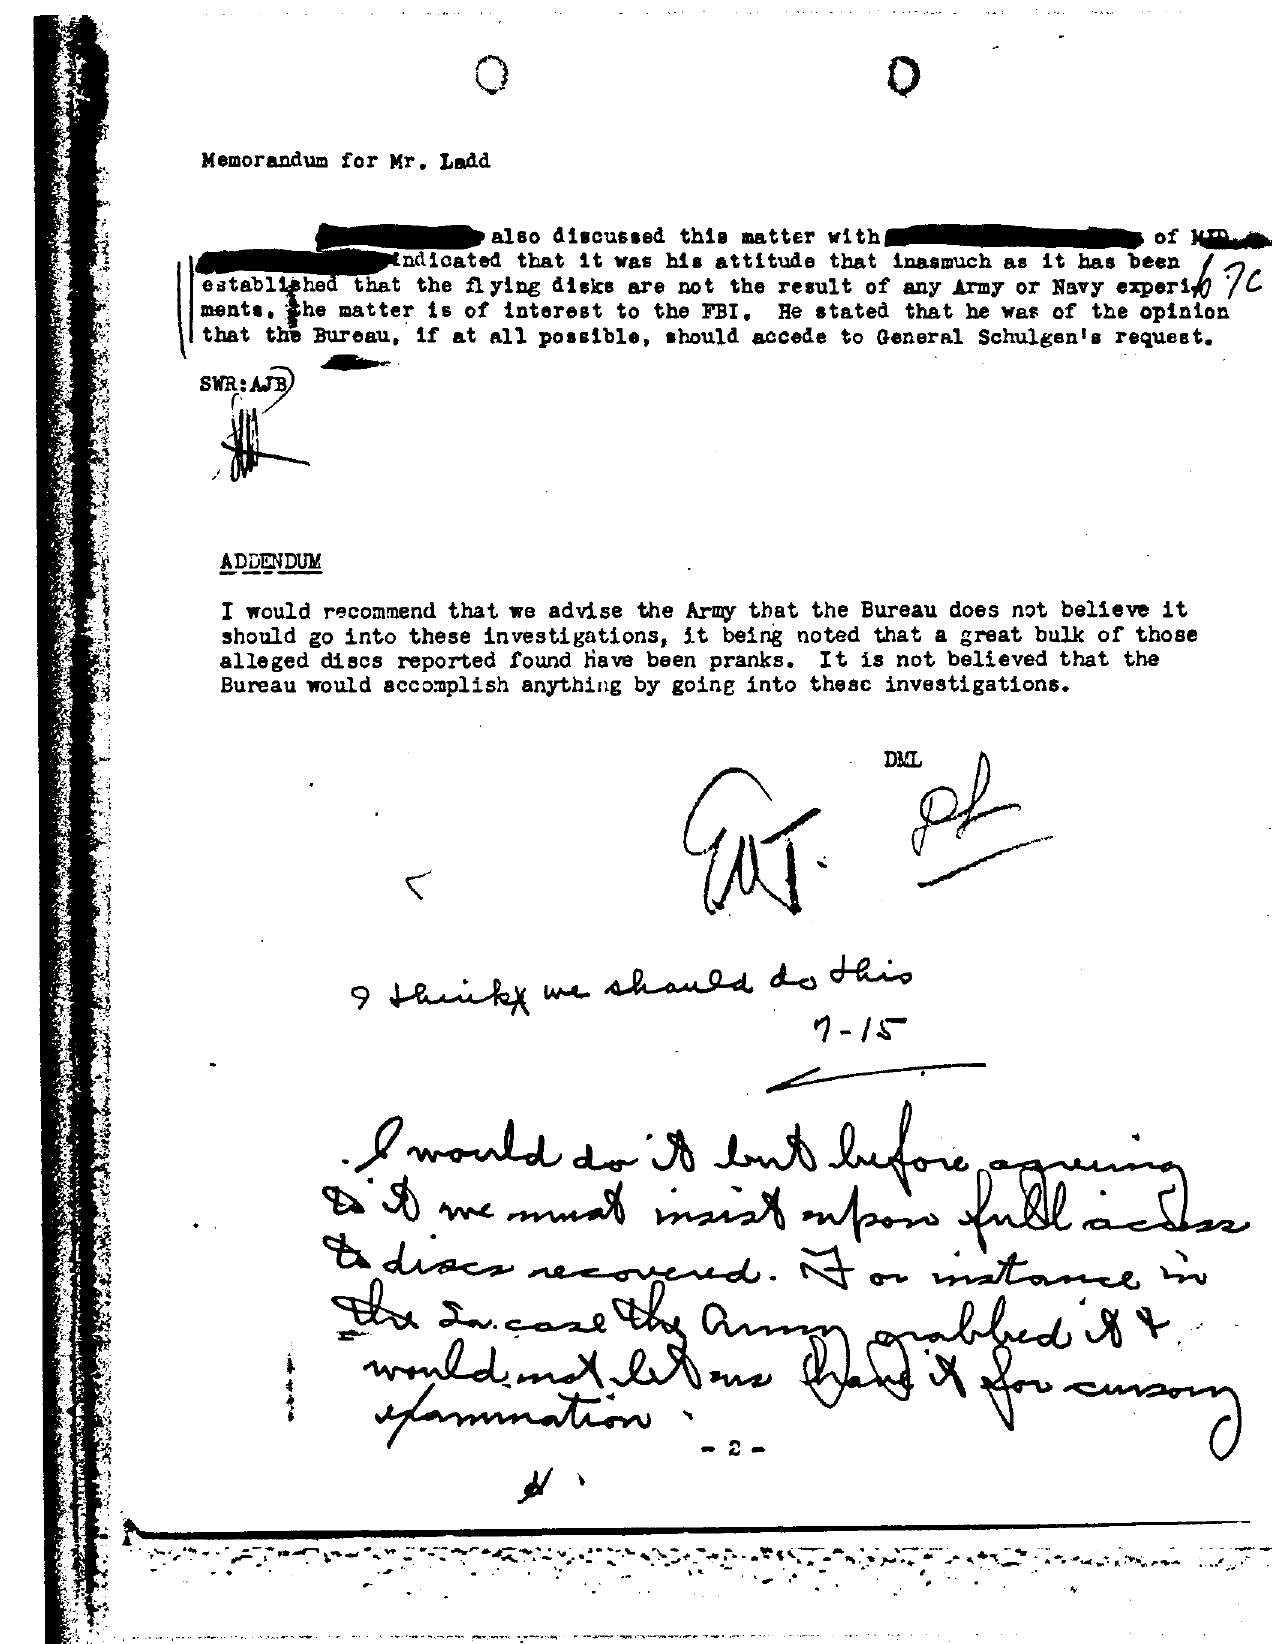 Memorandum for Mr. Ladd
also discussed this matter with of MID.
indicated that it was his attitude that inasmuch as it has been
established that the flying disks are not the result of any Army or Navy experi-
b7C
ments, the matter is of interest to the FBI. He stated that he was of the opinion
that the Bureau, if at all possible, should accede to General Schulgen's request.
SWR:AJB
ADDENDUM
I would recommend that we advise the Army that the Bureau does not believe it
should go into these investigations, it being noted that a great bulk of those
alleged discs reported found have been pranks. It is not believed that the
Bureau would accomplish anything by going into these investigations.
DML
I think we should do this
7-15
I would do it but before agreeing
to it we must insist upon full access
to discs recovered. For instance in
the case the Army grabbed it &
would not let us have it for cursory
examination.
- 2 -
H.